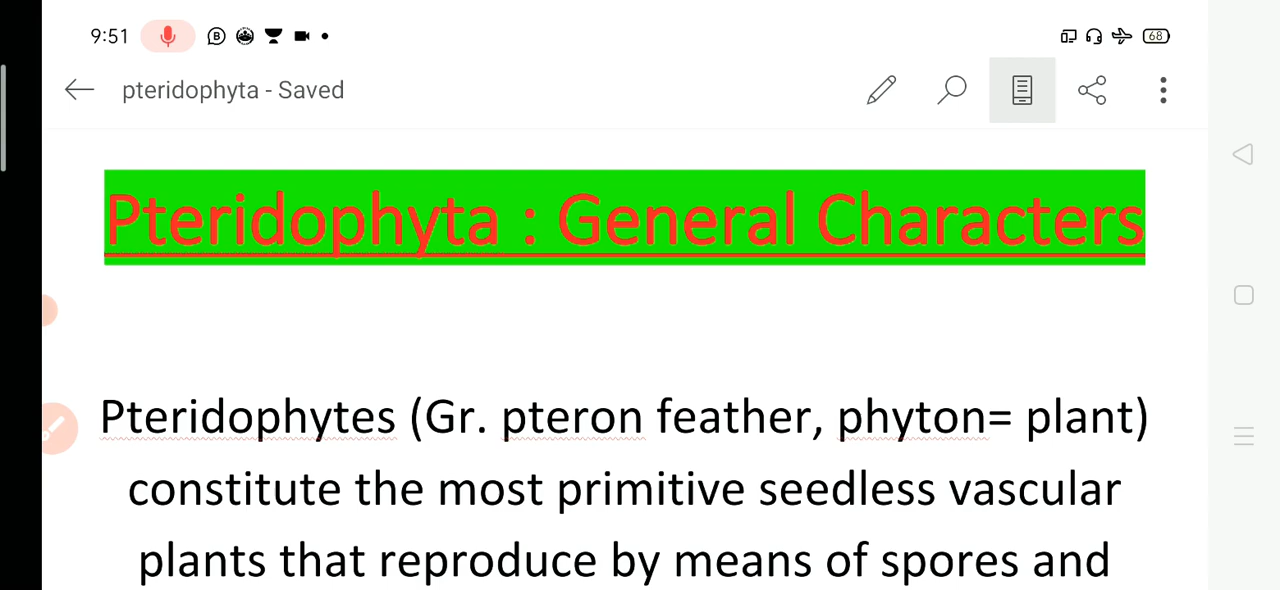 9:51 B 68
pteridophyta - Saved
Pteridophyta : General Characters
Pteridophytes (Gr. pteron feather, phyton= plant)
constitute the most primitive seedless vascular
plants that reproduce by means of spores and